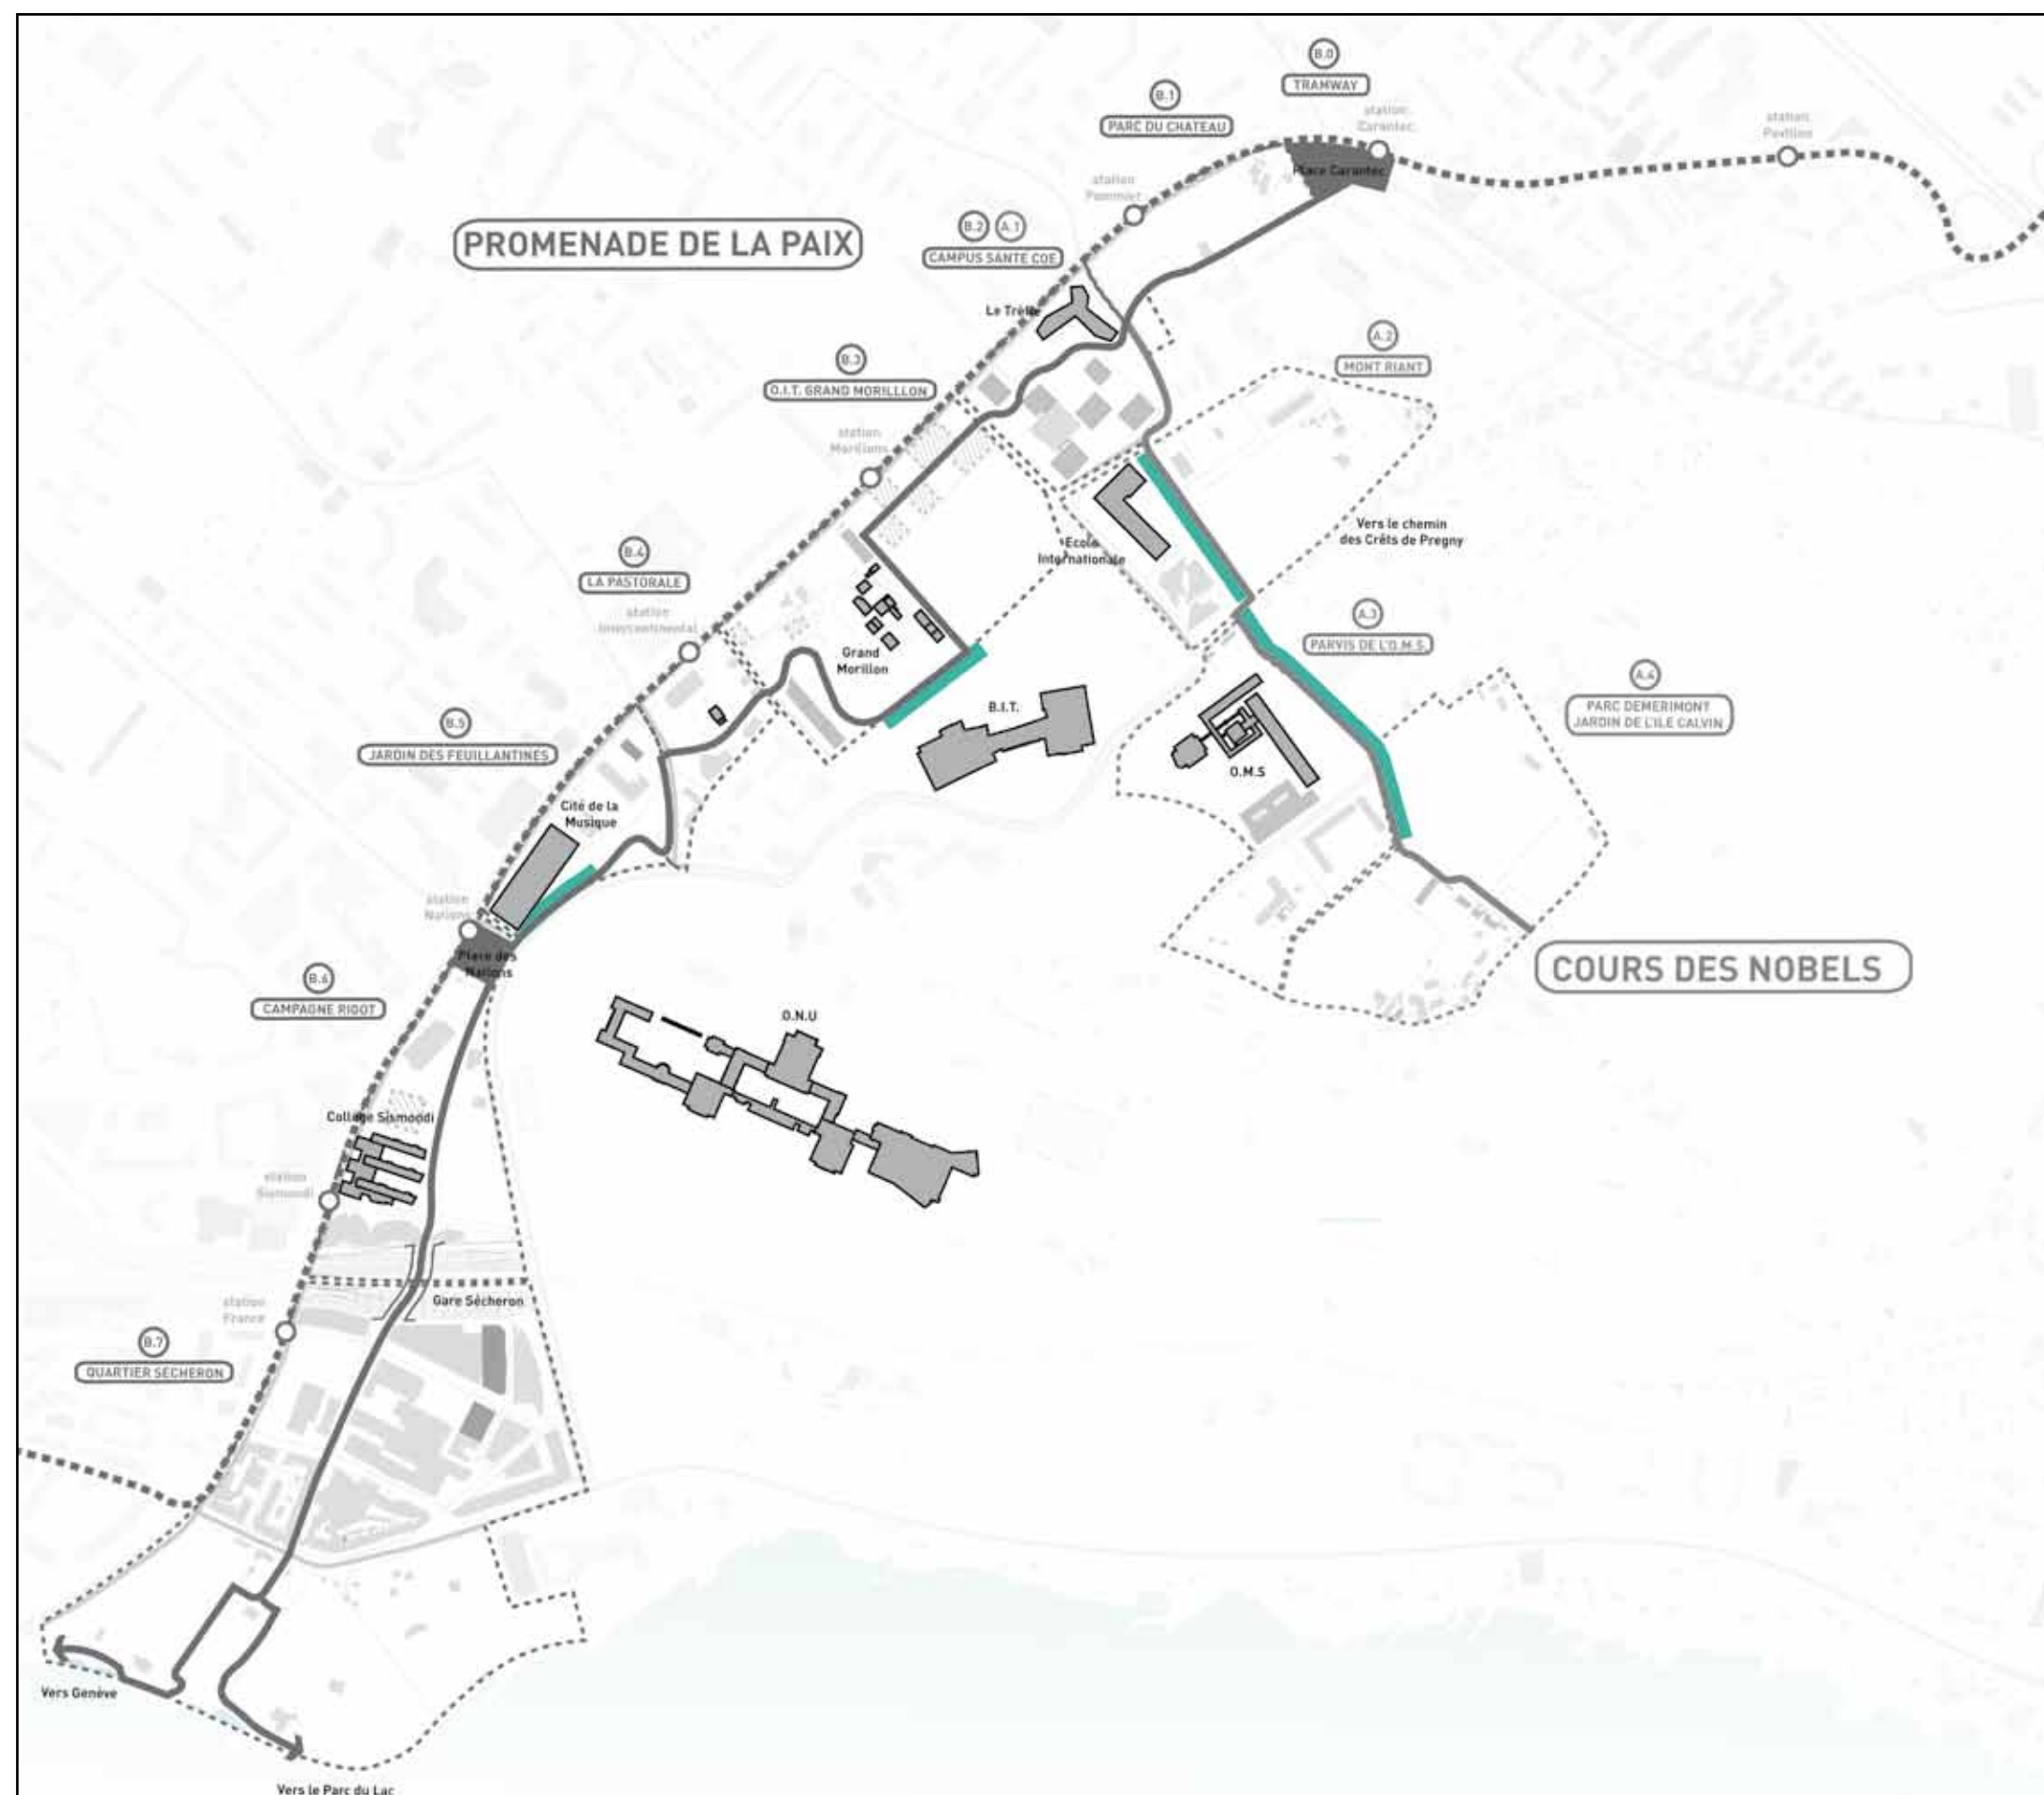 B.0
TRAMWAY
station
Carantec
B.1
PARC DU CHATEAU
station
Pavillon
Place Carantec
station
Pommier
PROMENADE DE LA PAIX
B.2
A.1
CAMPUS SANTE COE
Le Trèfle
A.2
MONT RIANT
B.3
O.I.T. GRAND MORILLLON
station
Morillons
Vers le chemin
des Crêts de Pregny
Ecole
Internationale
B.4
LA PASTORALE
station
Intercontinental
A.3
PARVIS DE L'O.M.S.
Grand
Morillon
A.4
PARC DEMERIMONT
JARDIN DE L'ILE CALVIN
B.I.T.
B.5
JARDIN DES FEUILLANTINES
O.M.S
Cité de la
Musique
station
Nations
Place des
Nations
COURS DES NOBELS
B.6
CAMPAGNE RIGOT
O.N.U
Collège Sismondi
station
Sismondi
Gare Sécheron
station
France
B.7
QUARTIER SECHERON
Vers Genève
Vers le Parc du Lac